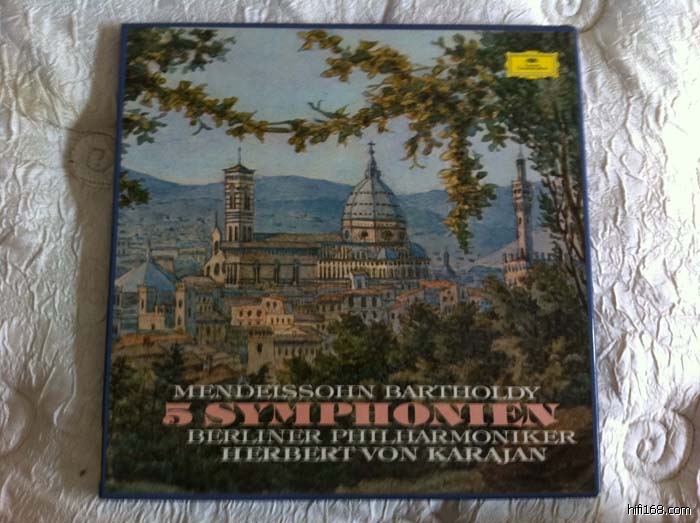 MENDELSSOHN BARTHOLDY
5 SYMPHONIEN
BERLINER PHILHARMONIKER
HERBERT VON KARAJAN
hifi168.com